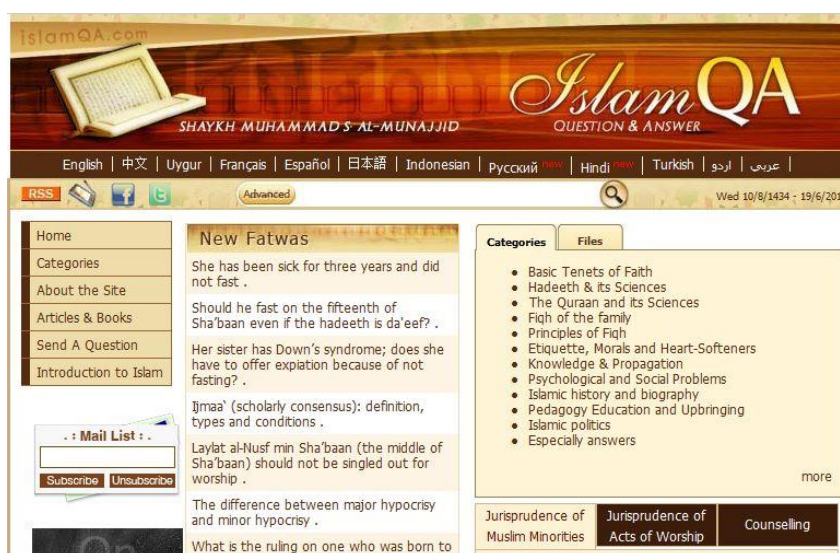 islamQA.com
Islam QA
SHAYKH MUHAMMAD S AL-MUNAJJID
QUESTION & ANSWER
English | 中文 | Uygur | Français | Español | 日本語 | Indonesian | Русский new | Hindi new | Turkish | اردو | عربي |
RSS
Advanced
Wed 10/8/1434 - 19/6/201
Home
Categories
About the Site
Articles & Books
Send A Question
Introduction to Islam
. : Mail List : .
Subscribe Unsubscribe
On
New Fatwas
She has been sick for three years and did
not fast .
Should he fast on the fifteenth of
Sha'baan even if the hadeeth is da'eef? .
Her sister has Down's syndrome; does she
have to offer expiation because of not
fasting? .
Ijmaa' (scholarly consensus): definition,
types and conditions .
Laylat al-Nusf min Sha'baan (the middle of
Sha'baan) should not be singled out for
worship .
The difference between major hypocrisy
and minor hypocrisy .
What is the ruling on one who was born to
Categories Files
Basic Tenets of Faith
Hadeeth & its Sciences
The Quraan and its Sciences
Fiqh of the family
Principles of Fiqh
Etiquette, Morals and Heart-Softeners
Knowledge & Propagation
Psychological and Social Problems
Islamic history and biography
Pedagogy Education and Upbringing
Islamic politics
Especially answers
more
Jurisprudence of
Muslim Minorities
Jurisprudence of
Acts of Worship
Counselling